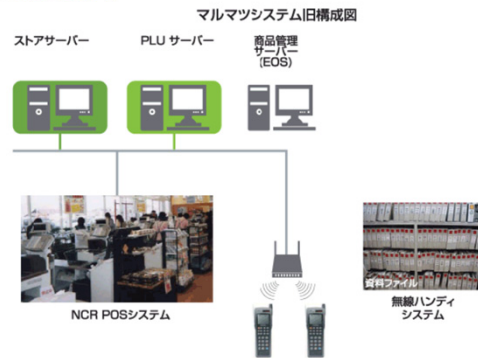 マルマツシステム旧構成図
ストアサーバー
PLU サーバー
商品管理
サーバー
(EOS)
資料ファイル
NCR POSシステム
無線ハンディ
システム